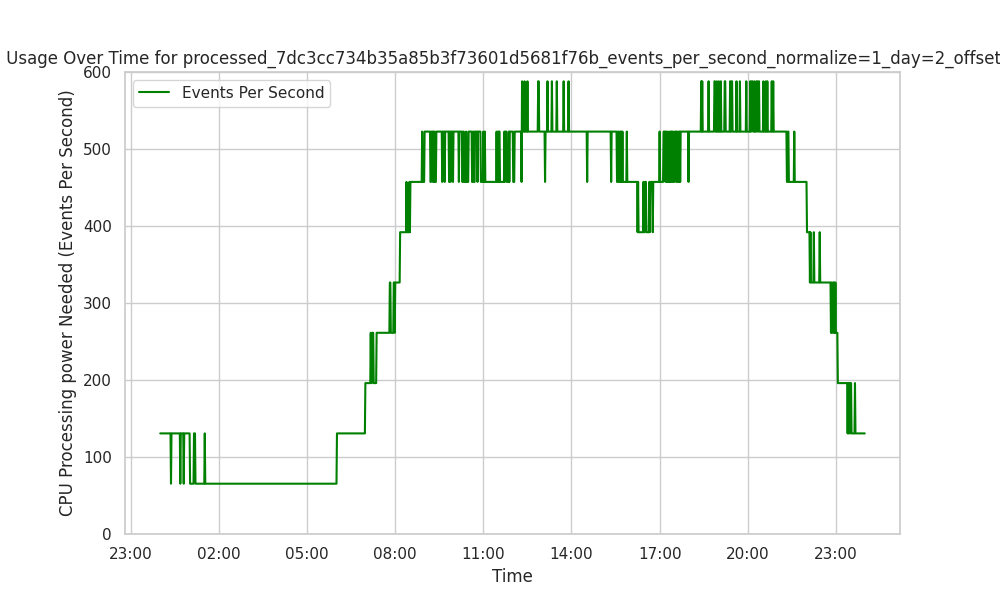 Usage Over Time for processed_7dc3cc734b35a85b3f73601d5681f76b_events_per_second_normalize=1_day=2_offset
Events Per Second
CPU Processing power Needed (Events Per Second)
600
500
400
300
200
100
0
23:00 02:00 05:00 08:00 11:00 14:00 17:00 20:00 23:00
Time